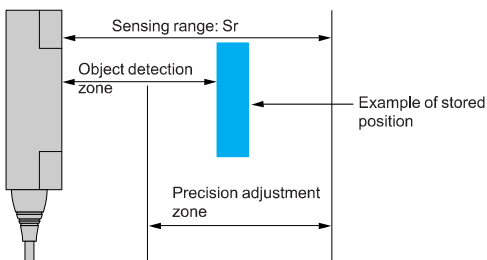 Sensing range: Sr
Object detection
zone
Example of stored
position
Precision adjustment
zone